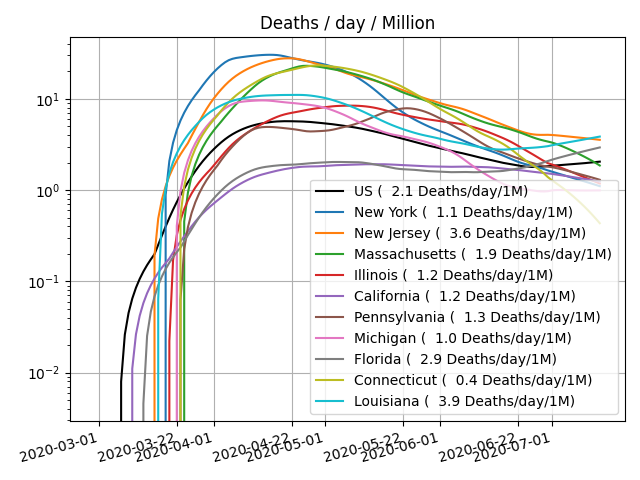 Deaths / day / Million
10¹
10⁰
10⁻¹
10⁻²
US (  2.1 Deaths/day/1M)
New York (  1.1 Deaths/day/1M)
New Jersey (  3.6 Deaths/day/1M)
Massachusetts (  1.9 Deaths/day/1M)
Illinois (  1.2 Deaths/day/1M)
California (  1.2 Deaths/day/1M)
Pennsylvania (  1.3 Deaths/day/1M)
Michigan (  1.0 Deaths/day/1M)
Florida (  2.9 Deaths/day/1M)
Connecticut (  0.4 Deaths/day/1M)
Louisiana (  3.9 Deaths/day/1M)
2020-03-01 2020-03-22 2020-04-01 2020-04-22 2020-05-01 2020-05-22 2020-06-01 2020-06-22 2020-07-01